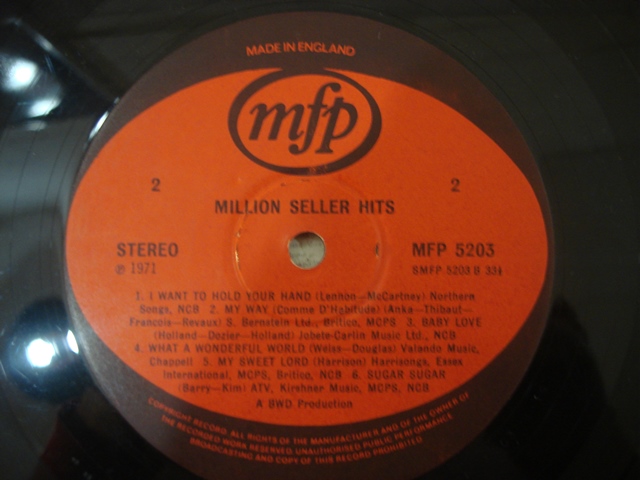 MADE IN ENGLAND
mfp
2 2
MILLION SELLER HITS
STEREO MFP 5203
℗ 1971 SMFP 5203 B 33⅓
1. I WANT TO HOLD YOUR HAND (Lennon—McCartney) Northern
Songs, NCB 2. MY WAY (Comme D'Habitude) (Anka—Thibaut—
Francois—Revaux) S. Bernstein Ltd., Britico, MCPS 3. BABY LOVE
(Holland—Dozier—Holland) Jobete-Carlin Music Ltd., NCB
4. WHAT A WONDERFUL WORLD (Weiss—Douglas) Valando Music,
Chappell 5. MY SWEET LORD (Harrison) Harrisongs, Essex
International, MCPS, Britico, NCB 6. SUGAR SUGAR
(Barry—Kim) ATV, Kirshner Music, MCPS, NCB
A BWD Production
COPYRIGHT RECORD. ALL RIGHTS OF THE MANUFACTURER AND OF THE OWNER OF
THE RECORDED WORK RESERVED. UNAUTHORISED PUBLIC PERFORMANCE
BROADCASTING AND COPY OF THIS RECORD PROHIBITED